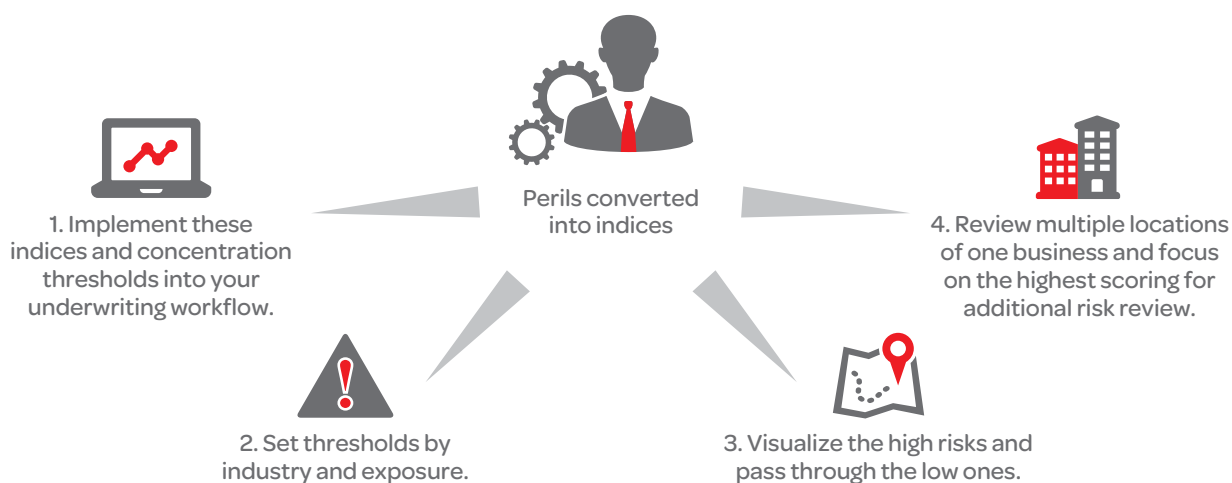 Perils converted
into indices
1. Implement these
indices and concentration
thresholds into your
underwriting workflow.
2. Set thresholds by
industry and exposure.
3. Visualize the high risks and
pass through the low ones.
4. Review multiple locations
of one business and focus
on the highest scoring for
additional risk review.